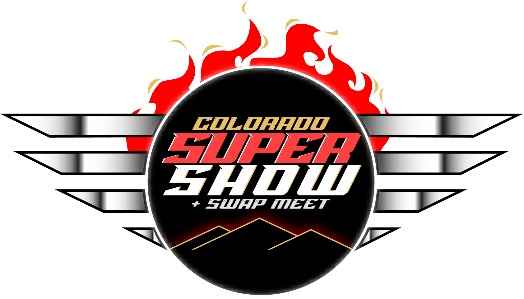 COLORADO
SUPER
SHOW
+ SWAP MEET